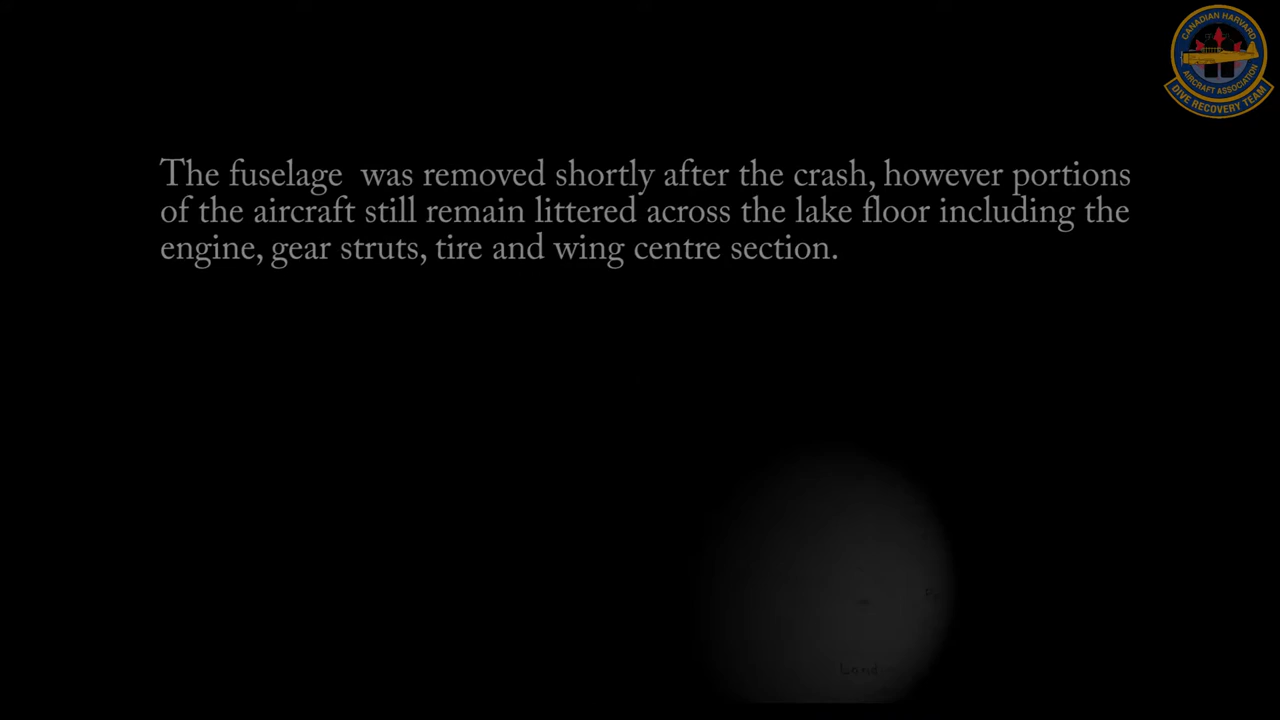 CANADIAN HARVARD
AIRCRAFT ASSOCIATION
DIVE RECOVERY TEAM
The fuselage  was removed shortly after the crash, however portions
of the aircraft still remain littered across the lake floor including the
engine, gear struts, tire and wing centre section.
Land